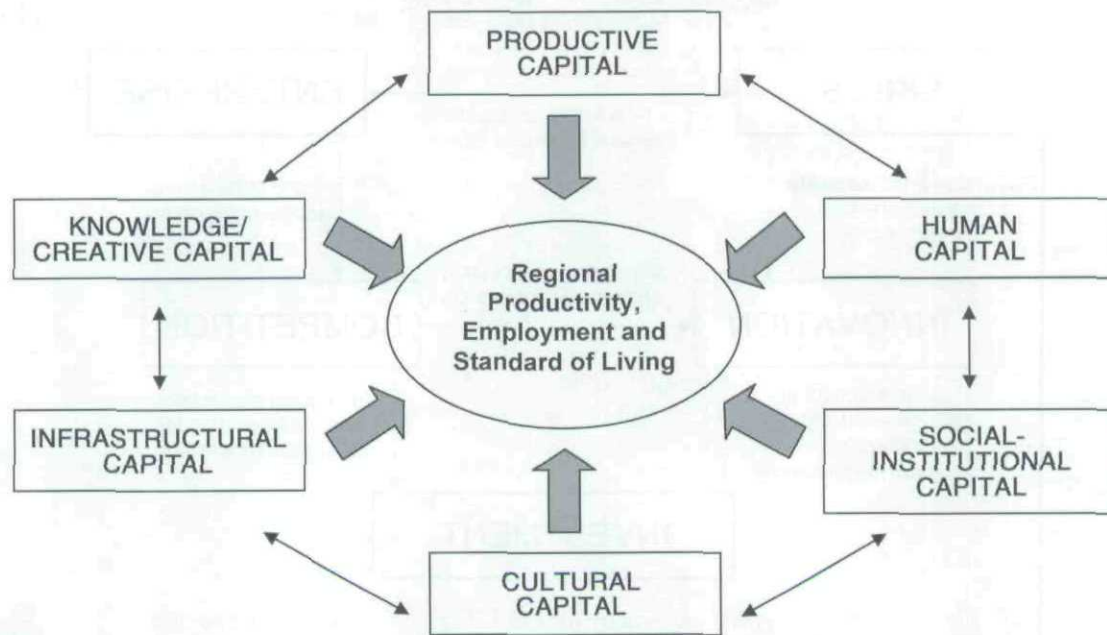 PRODUCTIVE
CAPITAL
KNOWLEDGE/
CREATIVE CAPITAL
HUMAN
CAPITAL
Regional
Productivity,
Employment and
Standard of Living
INFRASTRUCTURAL
CAPITAL
SOCIAL-
INSTITUTIONAL
CAPITAL
CULTURAL
CAPITAL